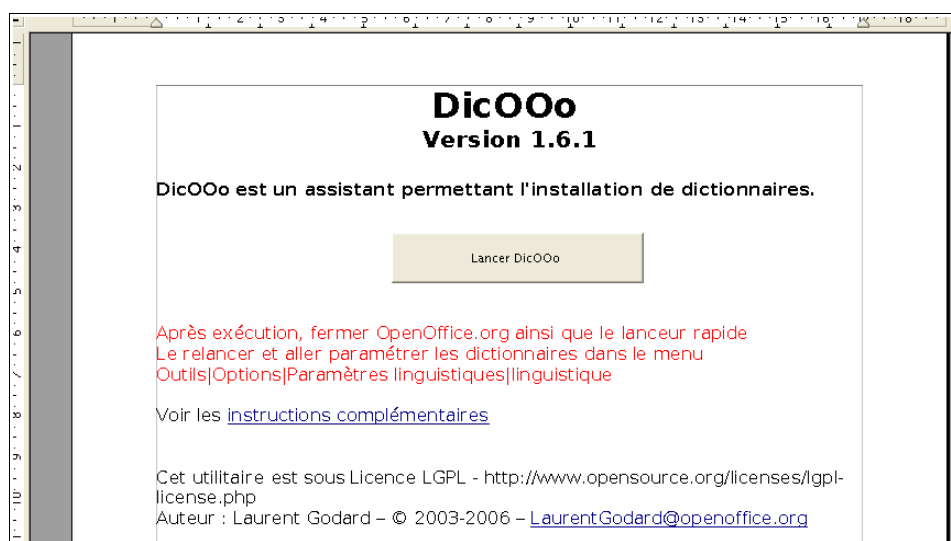 DicOOo
Version 1.6.1
DicOOo est un assistant permettant l'installation de dictionnaires.
Lancer DicOOo
Après exécution, fermer OpenOffice.org ainsi que le lanceur rapide
Le relancer et aller paramétrer les dictionnaires dans le menu
Outils|Options|Paramètres linguistiques|linguistique
Voir les instructions complémentaires
Cet utilitaire est sous Licence LGPL - http://www.opensource.org/licenses/lgpl-
license.php
Auteur : Laurent Godard – © 2003-2006 – LaurentGodard@openoffice.org